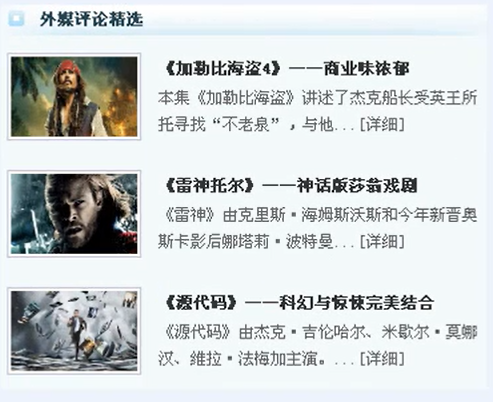 外媒评论精选
《加勒比海盗4》——商业味浓郁
本集《加勒比海盗》讲述了杰克船长受英王所
托寻找“不老泉”，与他...[详细]
《雷神托尔》——神话版莎翁戏剧
《雷神》由克里斯·海姆斯沃斯和今年新晋奥
斯卡影后娜塔莉·波特曼...[详细]
《源代码》——科幻与惊悚完美结合
《源代码》由杰克·吉伦哈尔、米歇尔·莫娜
汉、维拉·法梅加主演。...[详细]